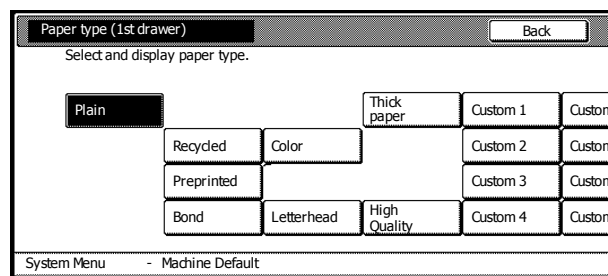 Paper type (1st drawer)
Back
Select and display paper type.
Plain
Thick
paper
Custom 1
Recycled
Color
Custom 2
Preprinted
Custom 3
Bond
Letterhead
High
Quality
Custom 4
System Menu - Machine Default